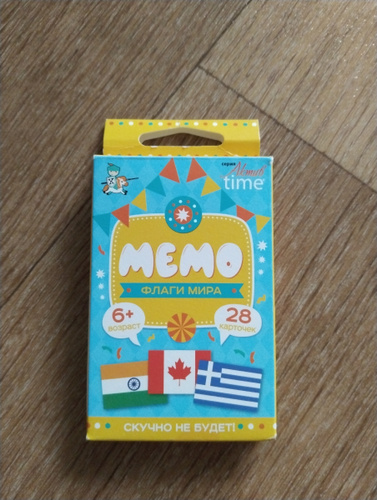 серия
time
МЕМО
ФЛАГИ МИРА
6+
возраст
28
карточек
СКУЧНО НЕ БУДЕТ!